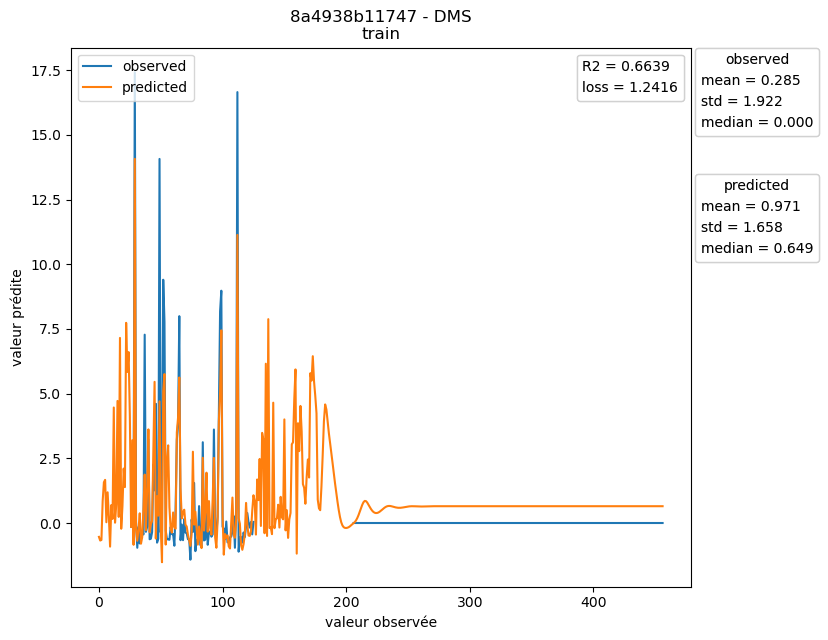 8a4938b11747 - DMS
train
observed
predicted
R2 = 0.6639
loss = 1.2416
observed
mean = 0.285
std = 1.922
median = 0.000
predicted
mean = 0.971
std = 1.658
median = 0.649
17.5
15.0
12.5
10.0
7.5
5.0
2.5
0.0
valeur prédite
0
100
200
300
400
valeur observée